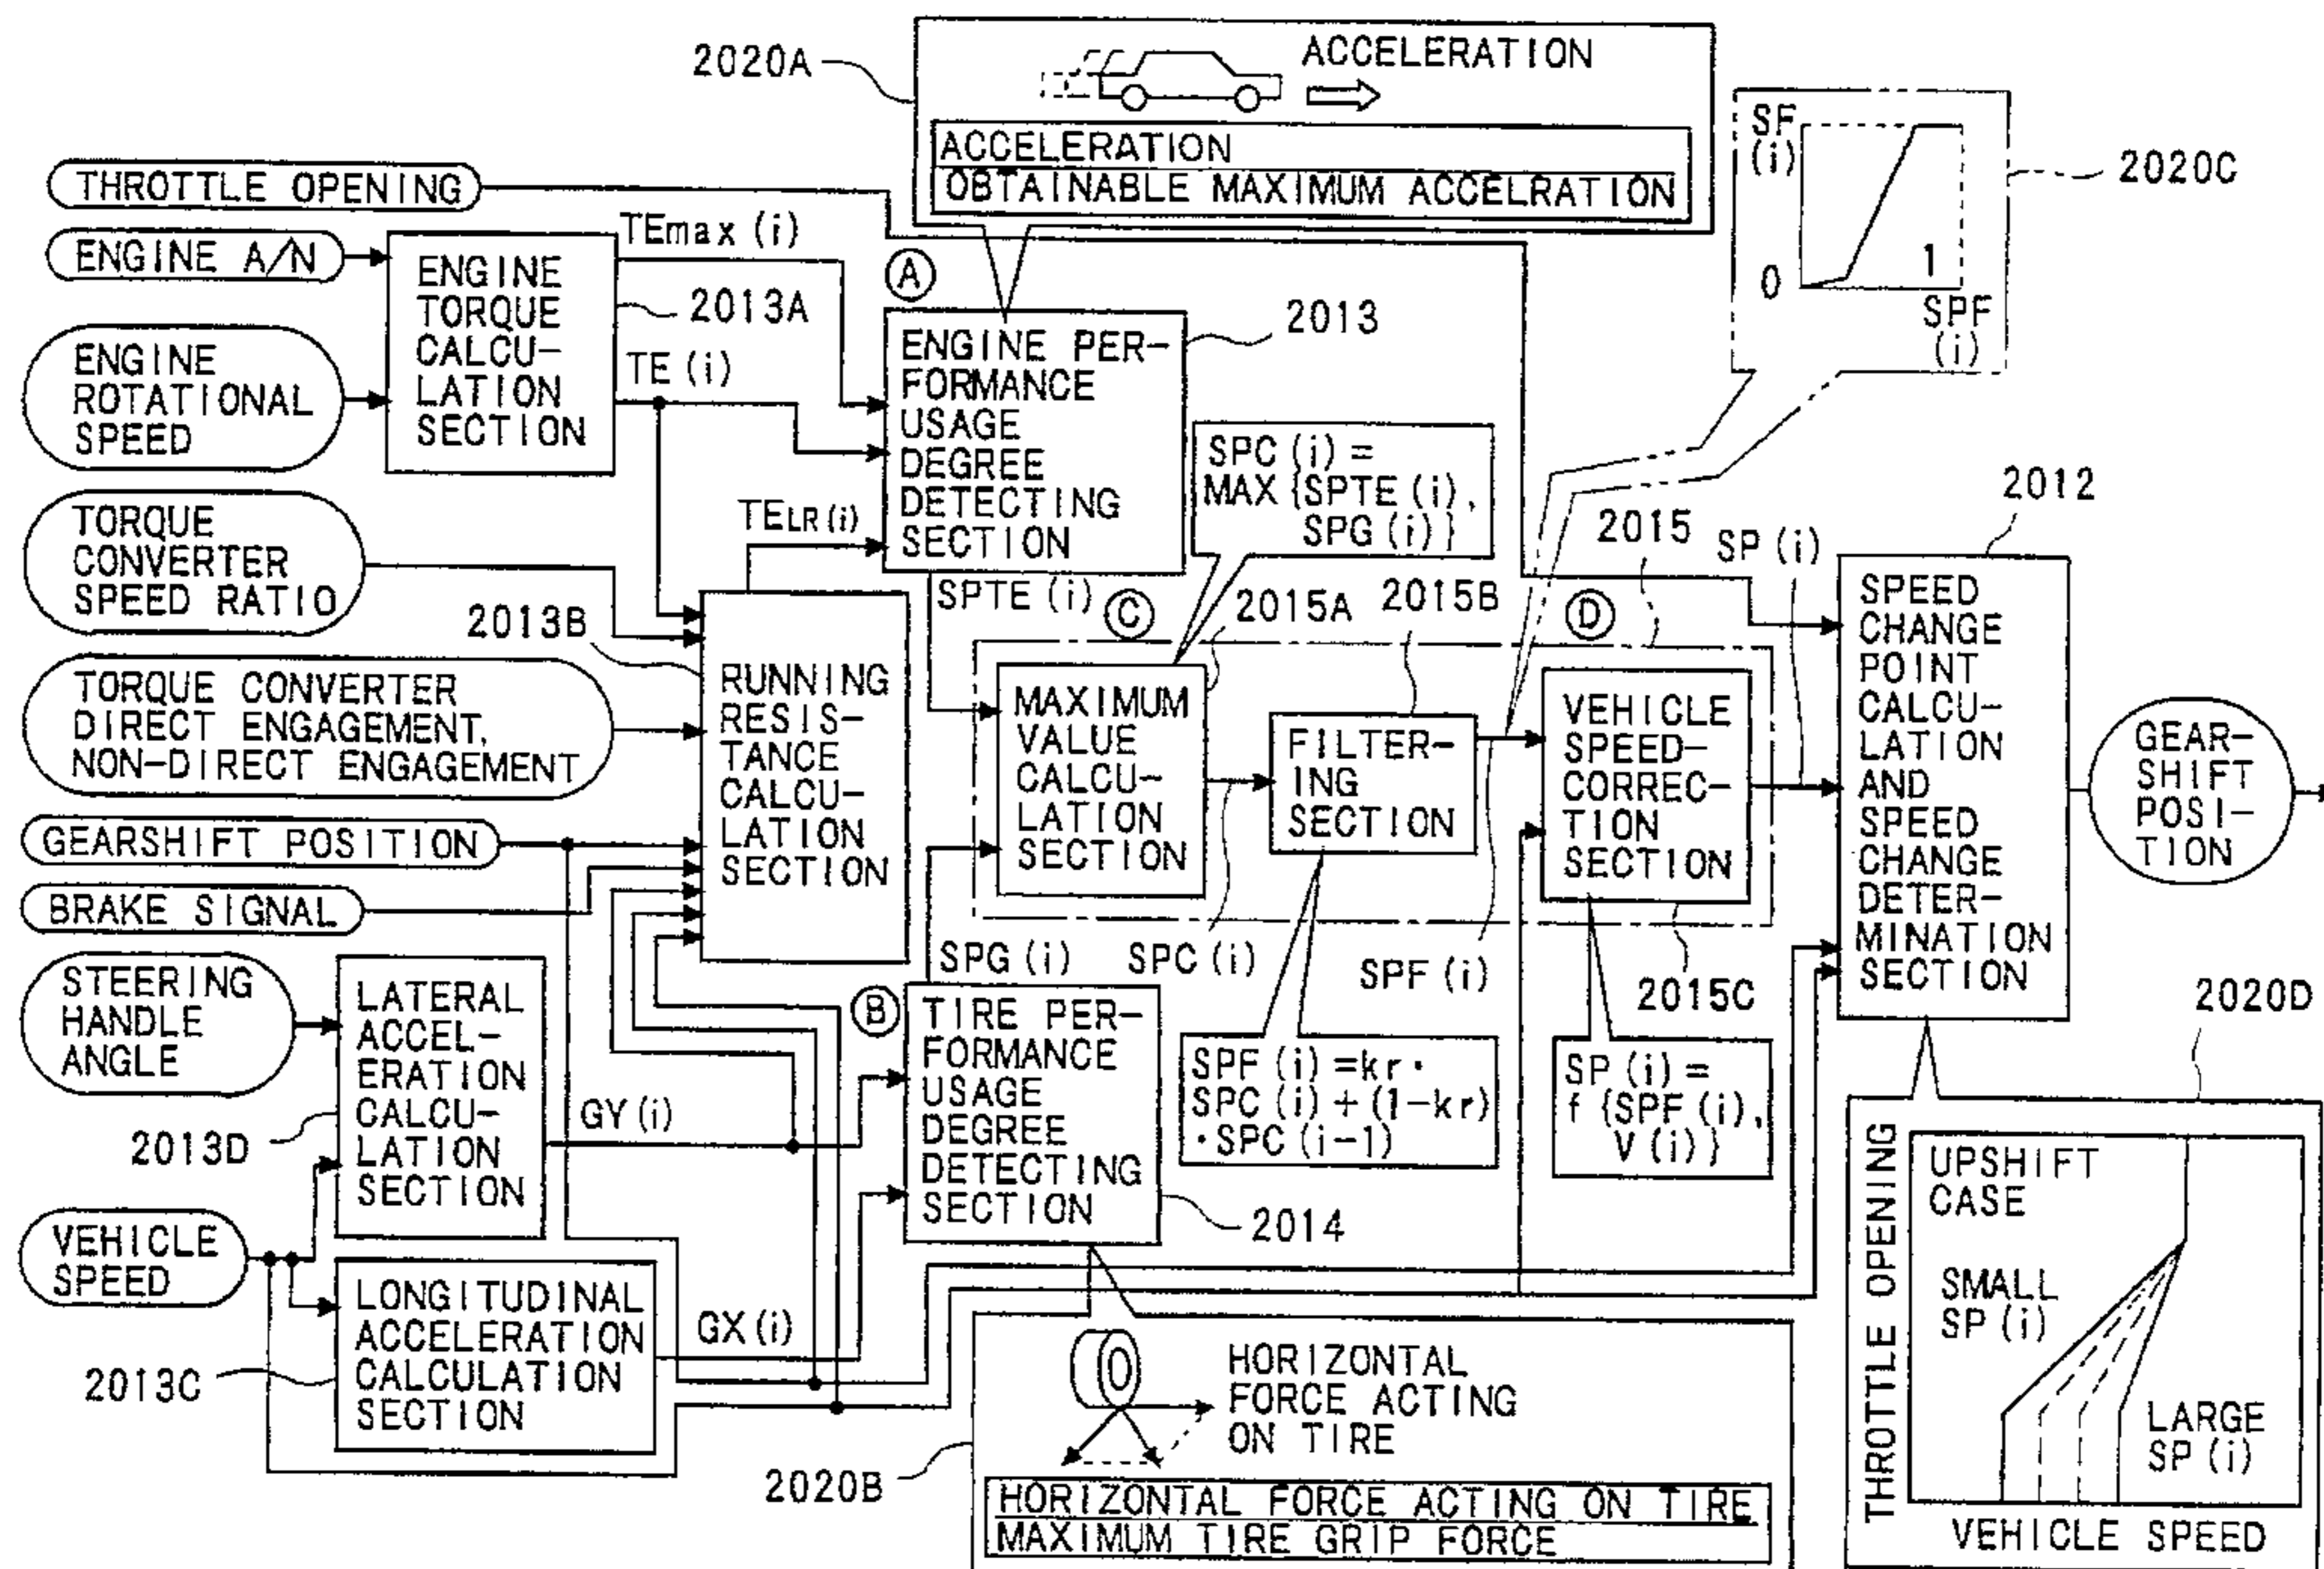 2020A
ACCELERATION
ACCELERATION
OBTAINABLE MAXIMUM ACCELRATION
SF
(i)
0
1
SPF
(i)
2020C
THROTTLE OPENING
ENGINE A/N
ENGINE
ROTATIONAL
SPEED
TORQUE
CONVERTER
SPEED RATIO
TORQUE CONVERTER
DIRECT ENGAGEMENT,
NON-DIRECT ENGAGEMENT
GEARSHIFT POSITION
BRAKE SIGNAL
STEERING
HANDLE
ANGLE
VEHICLE
SPEED
ENGINE
TORQUE
CALCU-
LATION
SECTION
2013A
TEmax (i)
TE (i)
TELR (i)
A
ENGINE PER-
FORMANCE
USAGE
DEGREE
DETECTING
SECTION
2013
SPTE (i)
2013B
RUNNING
RESIS-
TANCE
CALCU-
LATION
SECTION
SPC (i) =
MAX {SPTE (i),
SPG (i)}
C
2015A
2015B
D
2015
SP (i)
2012
MAXIMUM
VALUE
CALCU-
LATION
SECTION
FILTER-
ING
SECTION
VEHICLE
SPEED-
CORREC-
TION
SECTION
SPEED
CHANGE
POINT
CALCU-
LATION
AND
SPEED
CHANGE
DETER-
MINATION
SECTION
GEAR-
SHIFT
POSI-
TION
SPG (i)
SPC (i)
SPF (i)
2015C
LATERAL
ACCEL-
ERATION
CALCU-
LATION
SECTION
2013D
GY (i)
B
TIRE PER-
FORMANCE
USAGE
DEGREE
DETECTING
SECTION
2014
SPF (i) =kr·
SPC (i) + (1-kr)
·SPC (i-1)
SP (i) =
f {SPF (i),
V (i)}
LONGITUDINAL
ACCELERATION
CALCULATION
SECTION
2013C
GX (i)
2020B
HORIZONTAL
FORCE ACTING
ON TIRE
HORIZONTAL FORCE ACTING ON TIRE
MAXIMUM TIRE GRIP FORCE
2020D
THROTTLE OPENING
UPSHIFT
CASE
SMALL
SP (i)
LARGE
SP (i)
VEHICLE SPEED